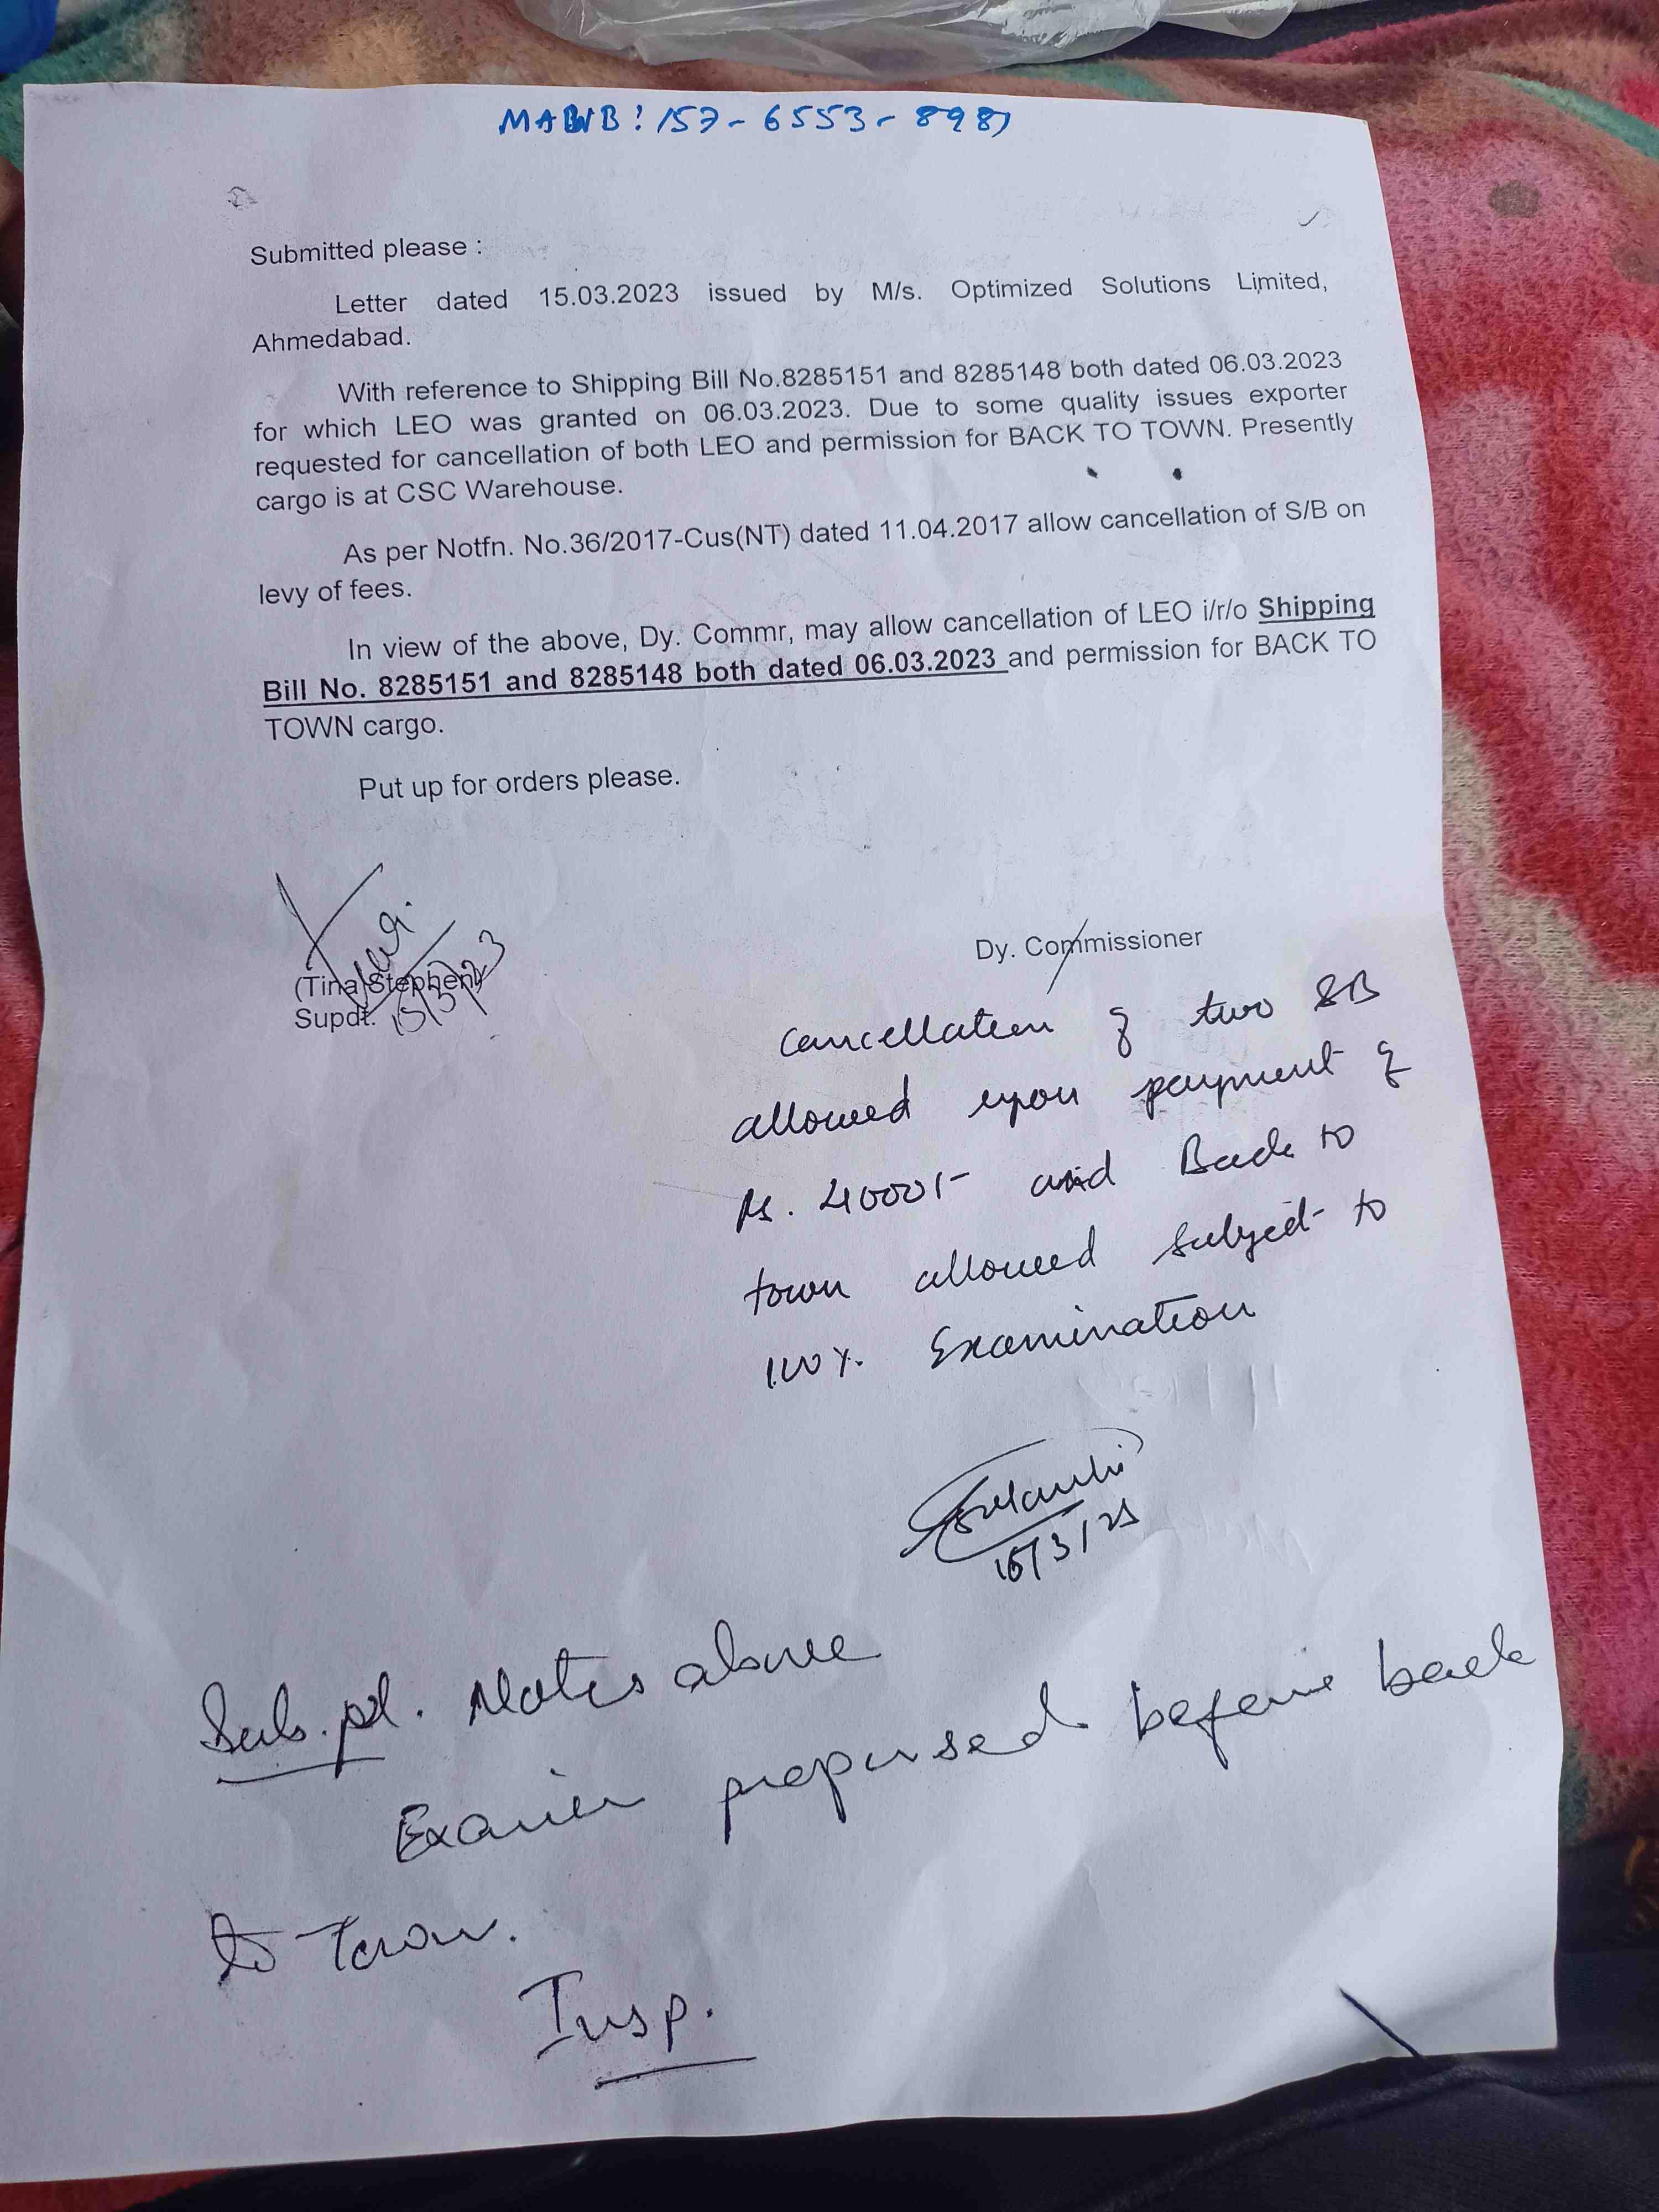 MAWB: 157-6553-8981
Submitted please :
Letter dated 15.03.2023 issued by M/s. Optimized Solutions Limited,
Ahmedabad.
With reference to Shipping Bill No.8285151 and 8285148 both dated 06.03.2023
for which LEO was granted on 06.03.2023. Due to some quality issues exporter
requested for cancellation of both LEO and permission for BACK TO TOWN. Presently
cargo is at CSC Warehouse.
As per Notfn. No.36/2017-Cus(NT) dated 11.04.2017 allow cancellation of S/B on
levy of fees.
In view of the above, Dy. Commr, may allow cancellation of LEO i/r/o Shipping
Bill No. 8285151 and 8285148 both dated 06.03.2023 and permission for BACK TO
TOWN cargo.
Put up for orders please.
(Tina Stephen)
Supdt. 15/3/23
Dy. Commissioner
Cancellation of two SB
allowed upon payment of
Rs. 40001- and Back to
town allowed subject to
100%. Examination
15/3/23
Sub. pl. Notes above
before back
to Town.
Insp.